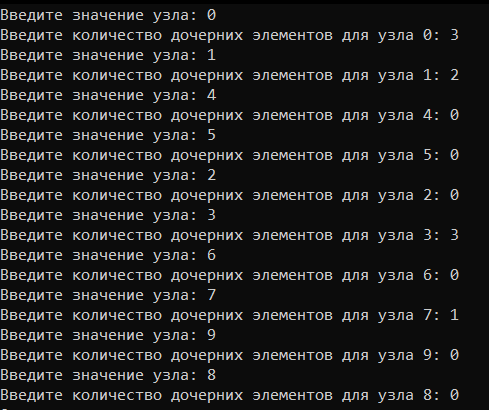 Введите значение узла: 0
Введите количество дочерних элементов для узла 0: 3
Введите значение узла: 1
Введите количество дочерних элементов для узла 1: 2
Введите значение узла: 4
Введите количество дочерних элементов для узла 4: 0
Введите значение узла: 5
Введите количество дочерних элементов для узла 5: 0
Введите значение узла: 2
Введите количество дочерних элементов для узла 2: 0
Введите значение узла: 3
Введите количество дочерних элементов для узла 3: 3
Введите значение узла: 6
Введите количество дочерних элементов для узла 6: 0
Введите значение узла: 7
Введите количество дочерних элементов для узла 7: 1
Введите значение узла: 9
Введите количество дочерних элементов для узла 9: 0
Введите значение узла: 8
Введите количество дочерних элементов для узла 8: 0